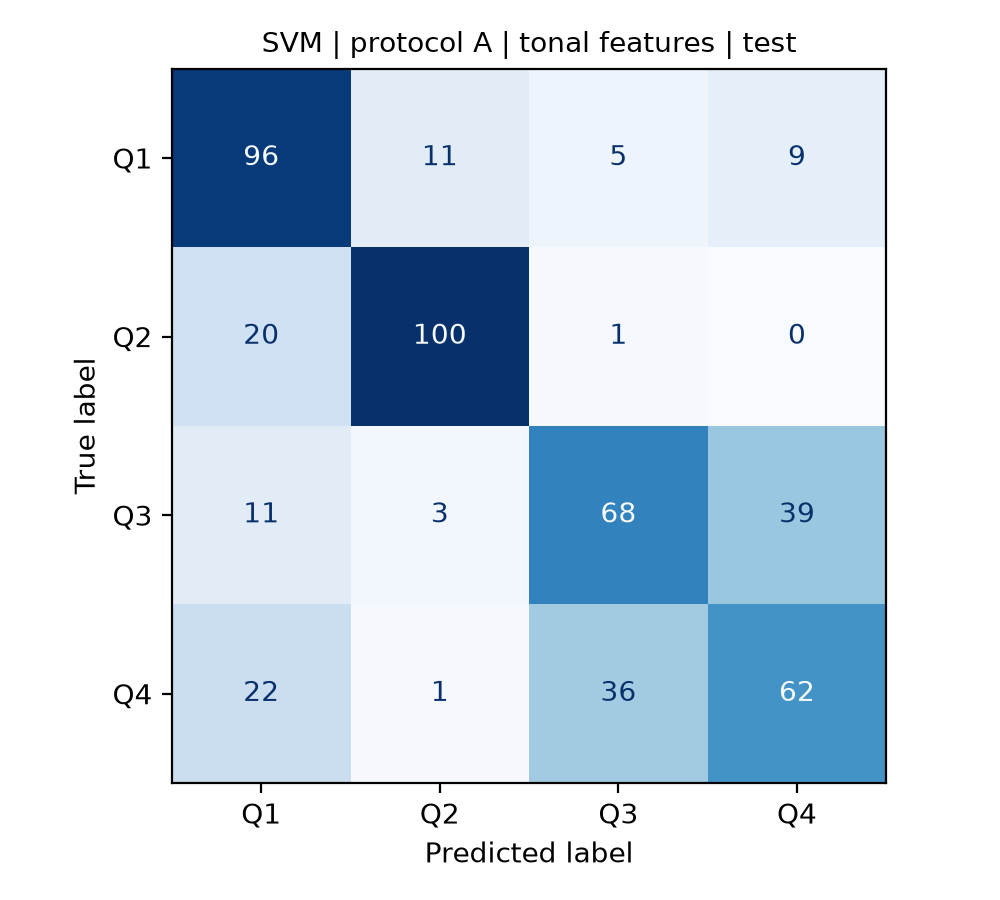 SVM | protocol A | tonal features | test
True label
Q1 96 11 5 9
Q2 20 100 1 0
Q3 11 3 68 39
Q4 22 1 36 62
Q1 Q2 Q3 Q4
Predicted label